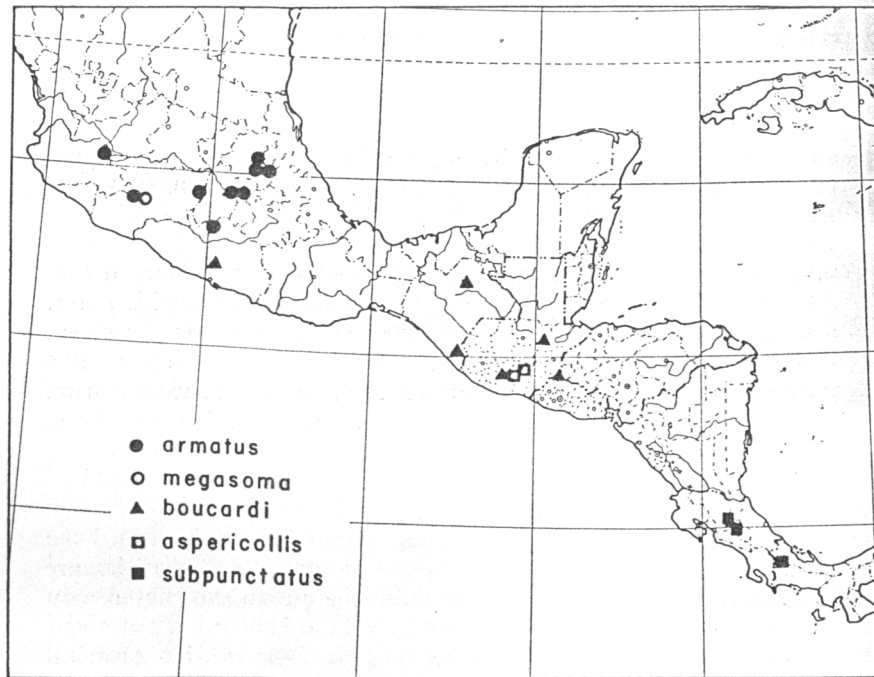 armatus
megasoma
boucardi
aspericollis
subpunctatus